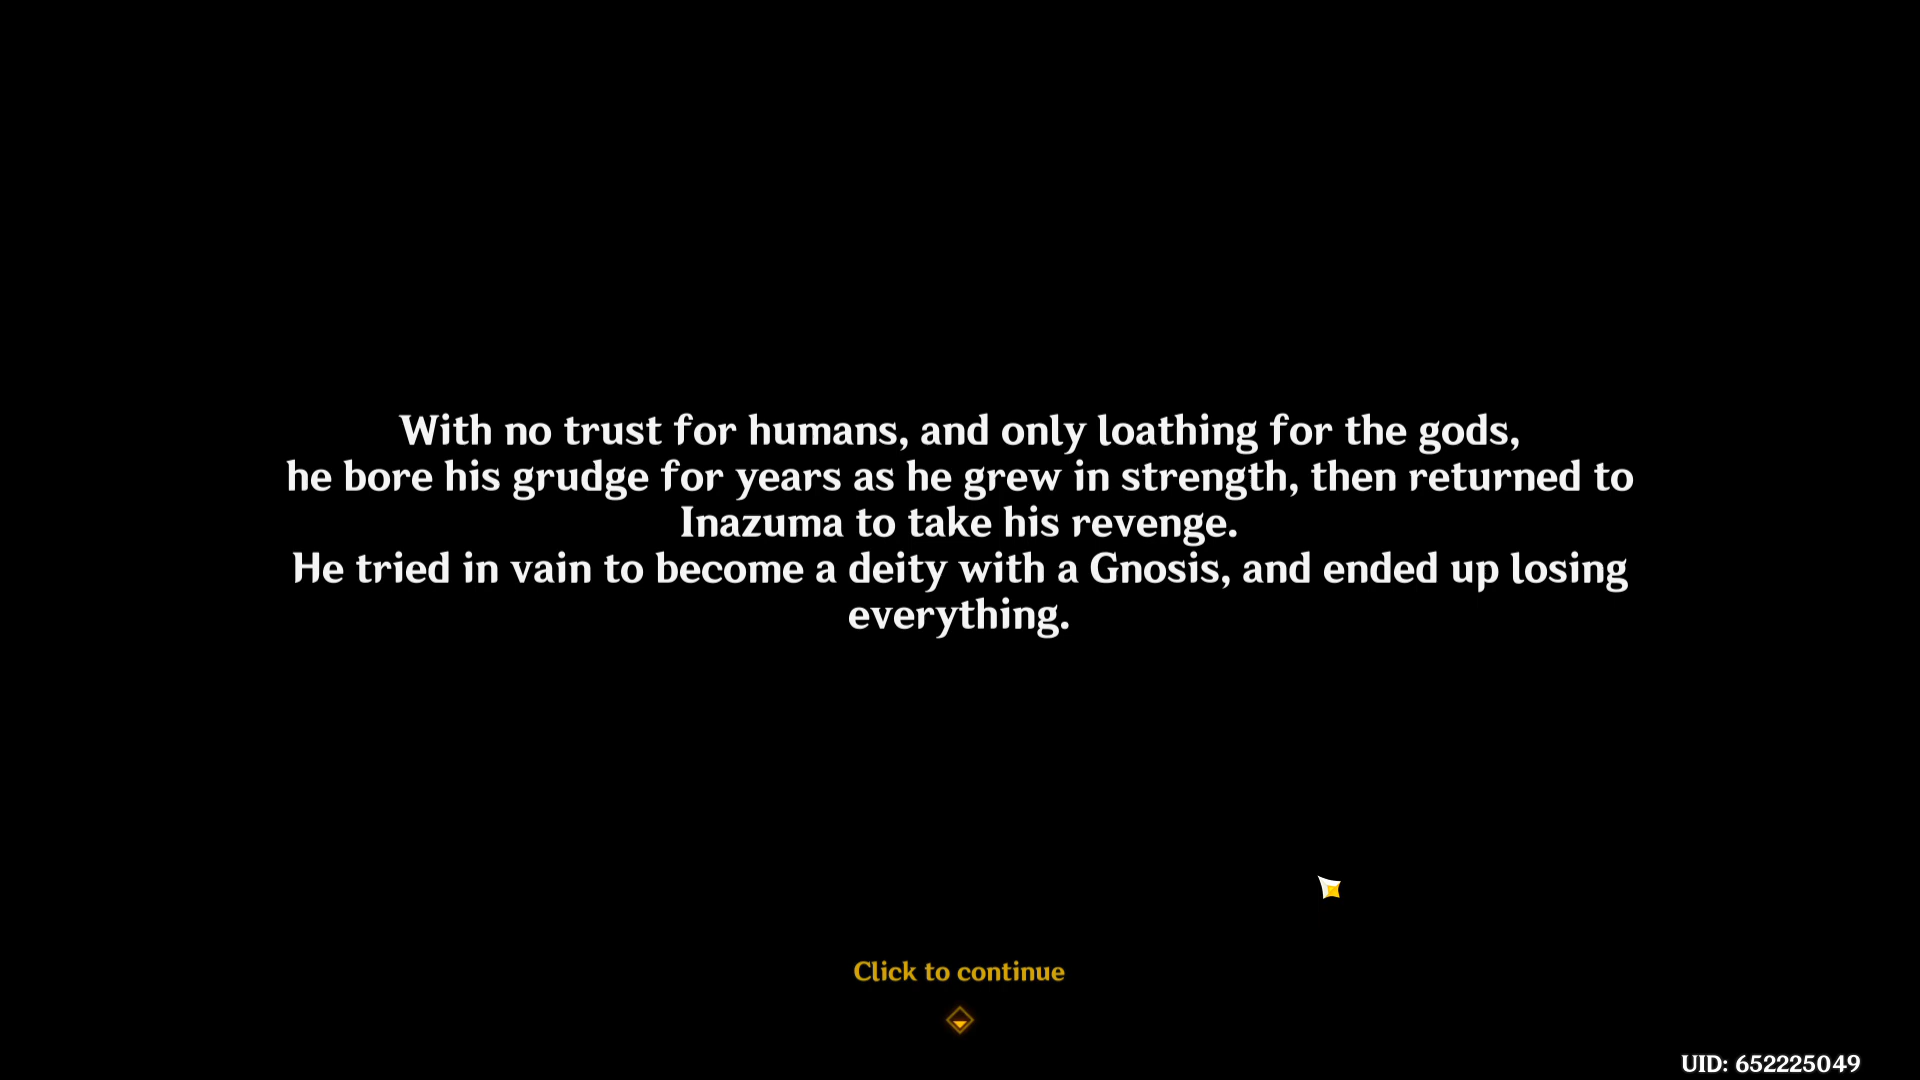 With no trust for humans, and only loathing for the gods,
he bore his grudge for years as he grew in strength, then returned to
Inazuma to take his revenge.
He tried in vain to become a deity with a Gnosis, and ended up losing
everything.
Click to continue
UID: 652225049